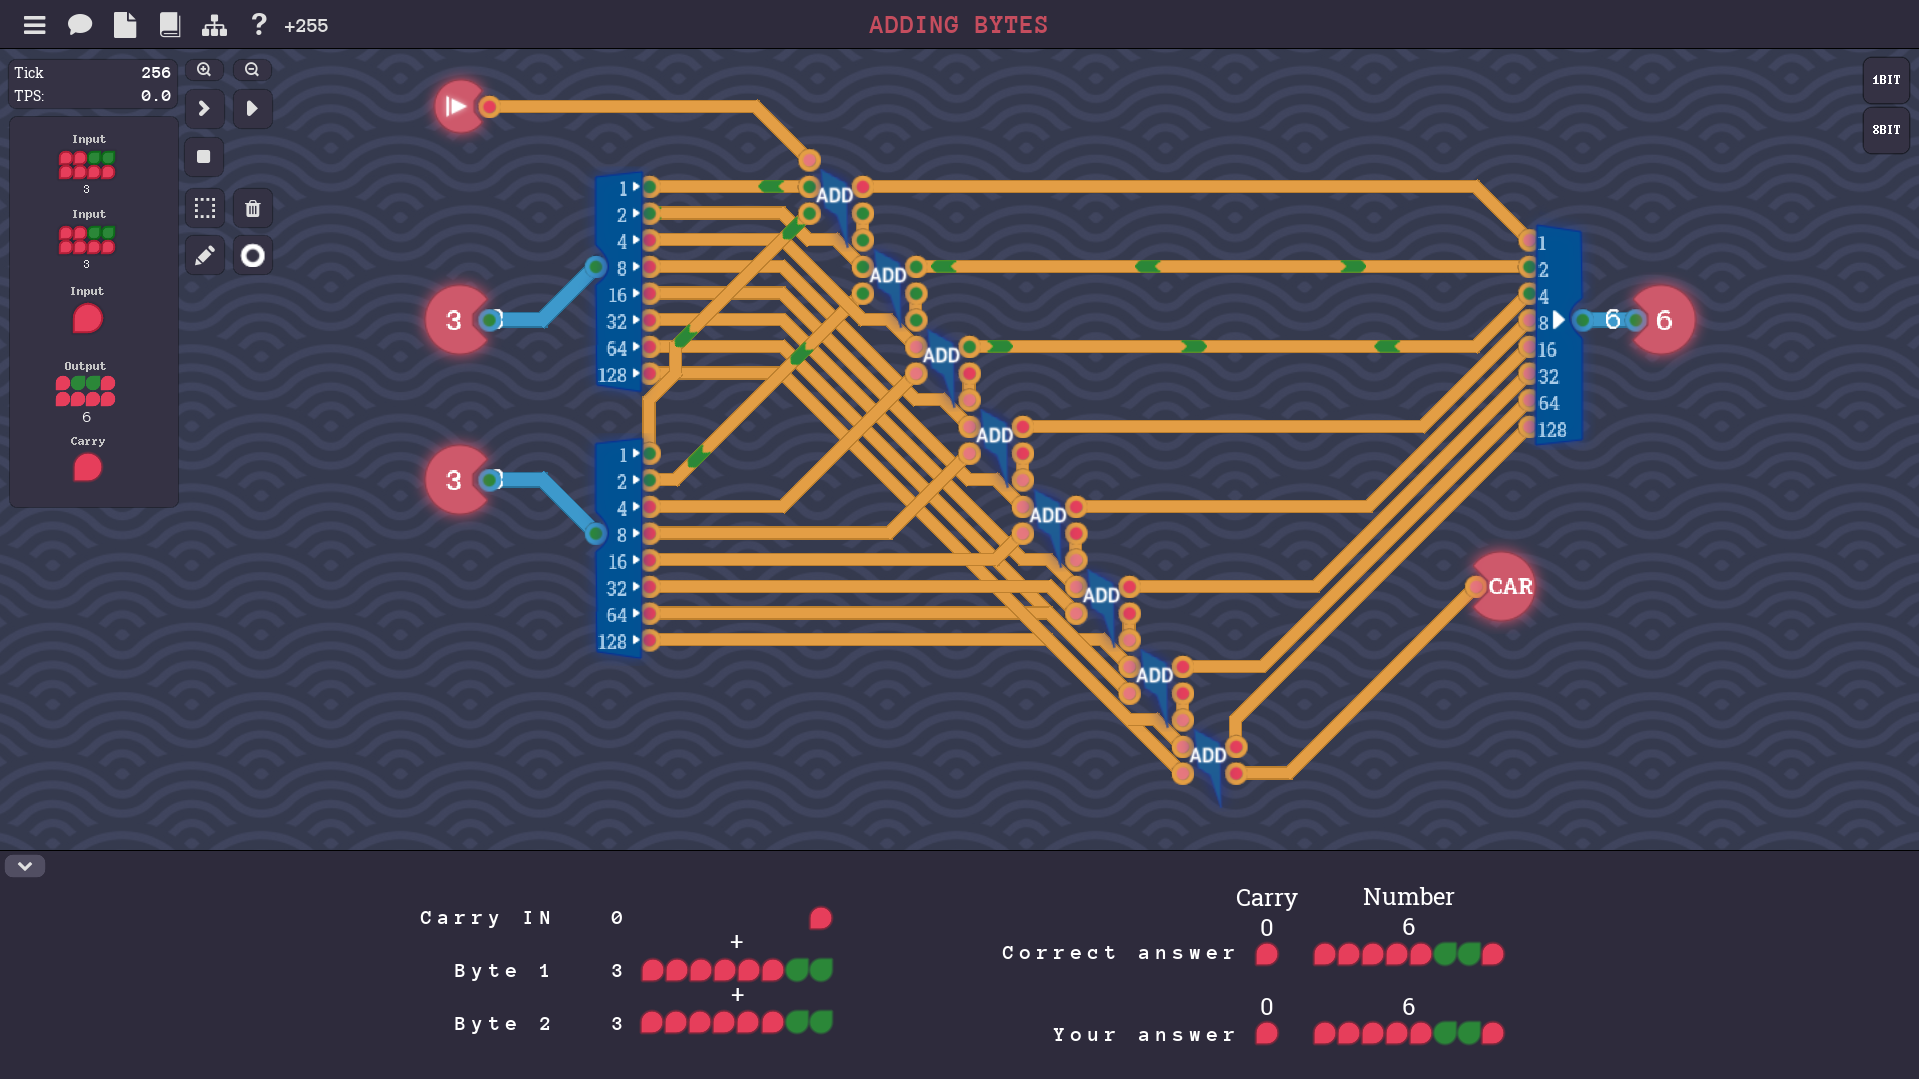 ? +255
ADDING BYTES
Tick 256
TPS: 0.0
1BIT
8BIT
Input
3
Input
3
Input
Output
6
Carry
1
2
4
8
16
32
64
128
3
1
2
4
8
16
32
64
128
3
ADD
ADD
ADD
ADD
ADD
ADD
ADD
ADD
1
2
4
8
16
32
64
128
6
6
CAR
Carry IN 0
+
Byte 1 3
+
Byte 2 3
Carry Number
0 6
Correct answer
0 6
Your answer